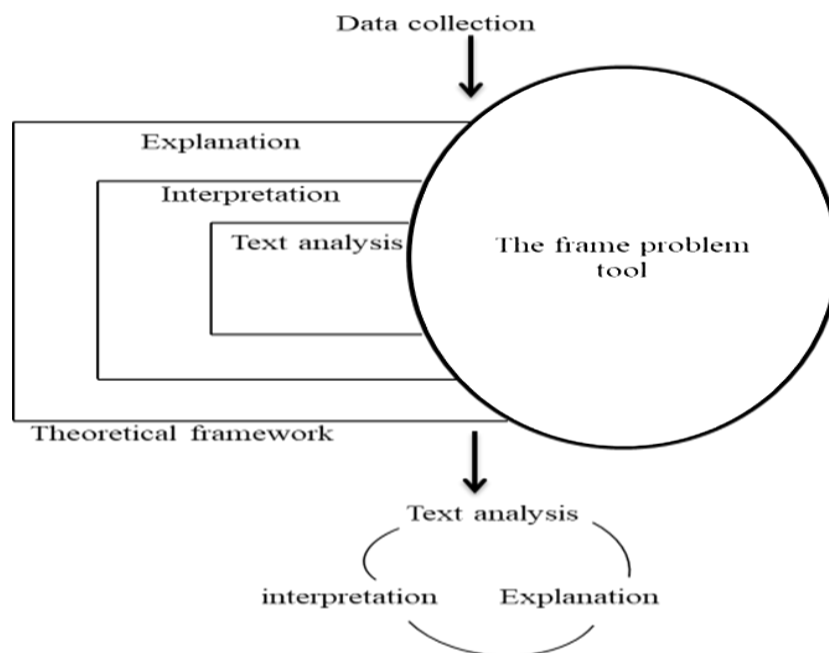 Data collection
Explanation
Interpretation
Text analysis
The frame problem
tool
Theoretical framework
Text analysis
interpretation
Explanation